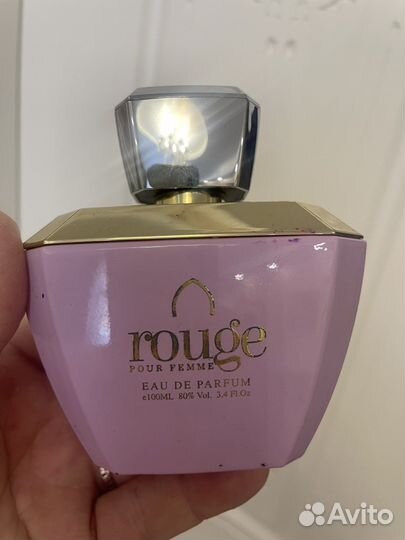 rouge
POUR FEMME
EAU DE PARFUM
e100ML 80% Vol. 3.4 Fl.Oz
Avito